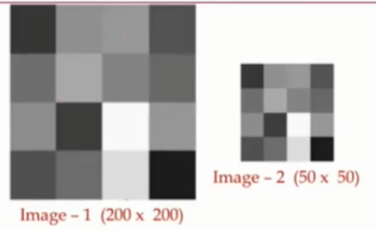 Image – 1 (200 x 200)
Image – 2 (50 x 50)